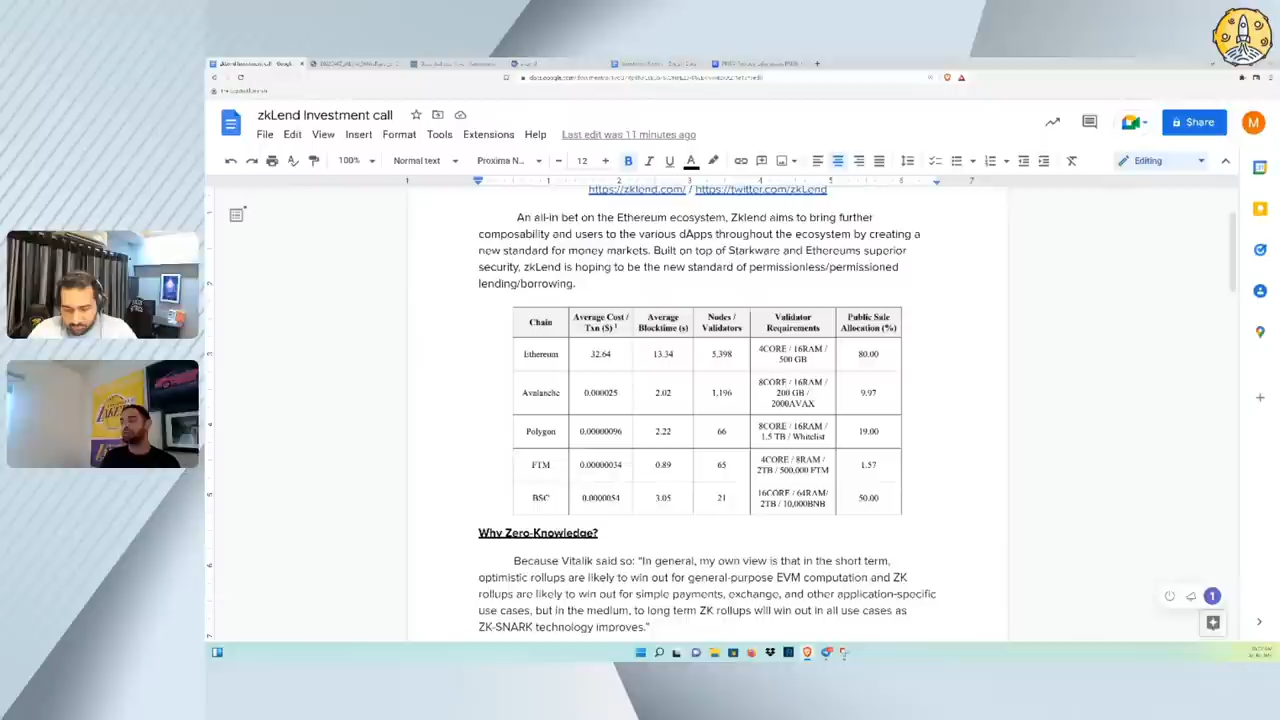 zkLend Investment call
File Edit View Insert Format Tools Extensions Help Last edit was 11 minutes ago
Share
M
100% Normal text Proxima N... 12 Editing
https://zklend.com/ / https://twitter.com/zkLend
An all-in bet on the Ethereum ecosystem, Zklend aims to bring further
composability and users to the various dApps throughout the ecosystem by creating a
new standard for money markets. Built on top of Starkware and Ethereums superior
security, zkLend is hoping to be the new standard of permissionless/permissioned
lending/borrowing.
Chain Average Cost / Txn ($) ¹ Average Blocktime (s) Nodes / Validators Validator Requirements Public Sale Allocation (%)
Ethereum 32.64 13.34 5,398 4CORE / 16RAM / 500 GB 80.00
Avalanche 0.000025 2.02 1,196 8CORE / 16RAM / 200 GB / 2000AVAX 9.97
Polygon 0.00000096 2.22 66 8CORE / 16RAM / 1.5 TB / Whitelist 19.00
FTM 0.00000034 0.89 65 4CORE / 8RAM / 2TB / 500,000 FTM 1.57
BSC 0.0000054 3.05 21 16CORE / 64RAM/ 2TB / 10,000BNB 50.00
Why Zero-Knowledge?
Because Vitalik said so: "In general, my own view is that in the short term,
optimistic rollups are likely to win out for general-purpose EVM computation and ZK
rollups are likely to win out for simple payments, exchange, and other application-specific
use cases, but in the medium, to long term ZK rollups will win out in all use cases as
ZK-SNARK technology improves."
1